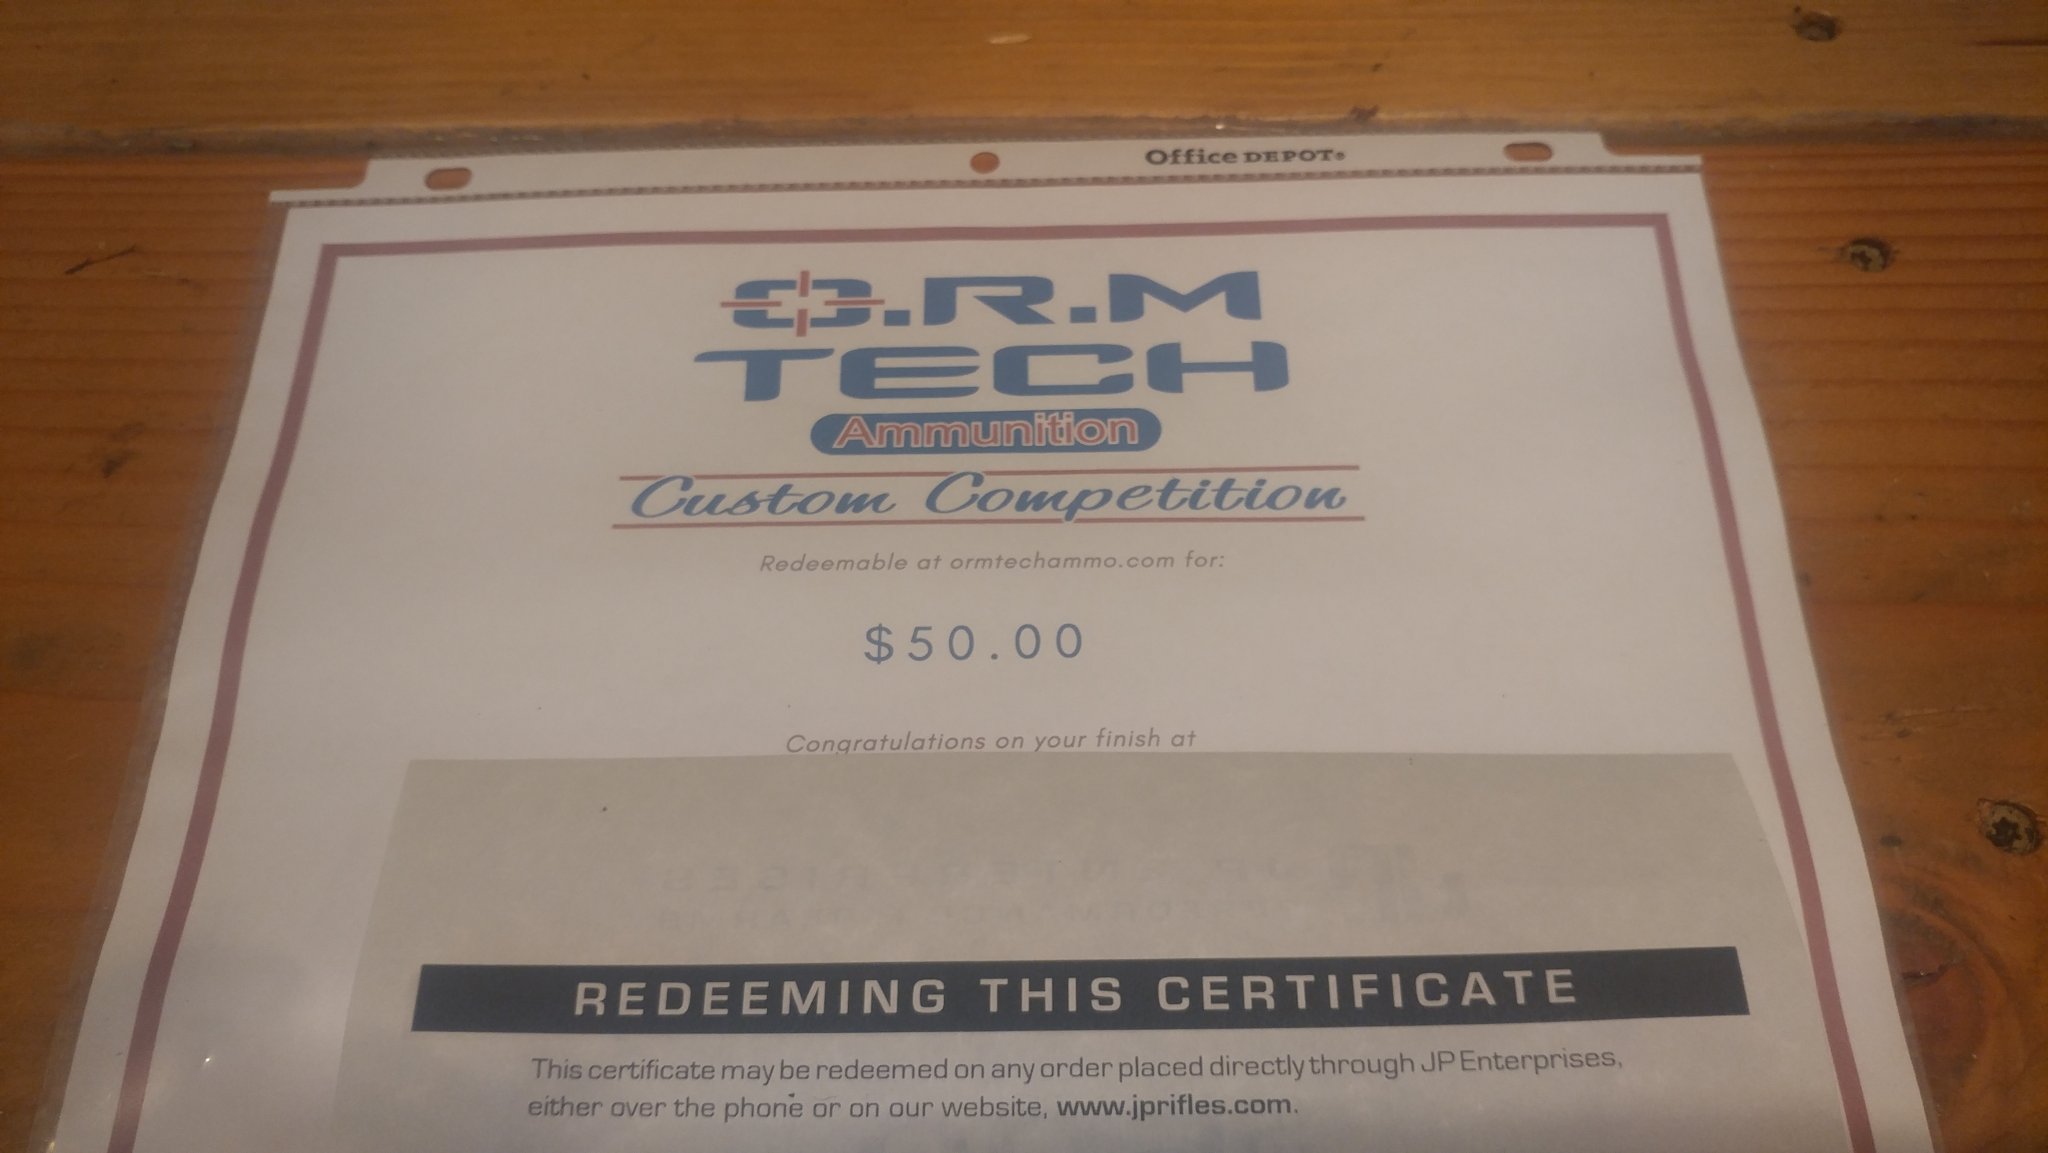 Office DEPOT®
O.R.M
TECH
Ammunition
Custom Competition
Redeemable at ormtechammo.com for:
$50.00
Congratulations on your finish at
REDEEMING THIS CERTIFICATE
This certificate may be redeemed on any order placed directly through JP Enterprises,
either over the phone or on our website, www.jprifles.com.